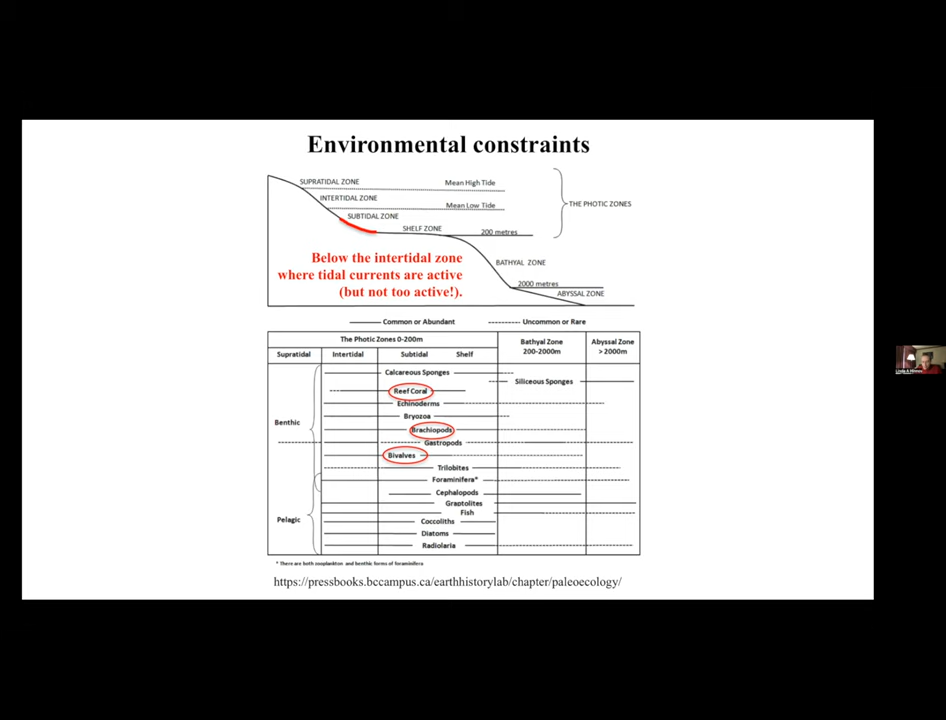 Environmental constraints
SUPRATIDAL ZONE
Mean High Tide
INTERTIDAL ZONE
THE PHOTIC ZONES
Mean Low Tide
SUBTIDAL ZONE
SHELF ZONE
200 metres
Below the intertidal zone
where tidal currents are active
(but not too active!).
BATHYAL ZONE
2000 metres
ABYSSAL ZONE
Common or Abundant
Uncommon or Rare
The Photic Zones 0-200m
Bathyal Zone
200-2000m
Abyssal Zone
> 2000m
Supratidal
Intertidal
Subtidal
Shelf
Calcareous Sponges
Siliceous Sponges
Reef Coral
Echinoderms
Bryozoa
Benthic
Brachiopods
Gastropods
Bivalves
Trilobites
Foraminifera*
Cephalopods
Graptolites
Fish
Pelagic
Coccoliths
Diatoms
Radiolaria
* There are both zooplankton and benthic forms of foraminifera
https://pressbooks.bccampus.ca/earthhistorylab/chapter/paleoecology/